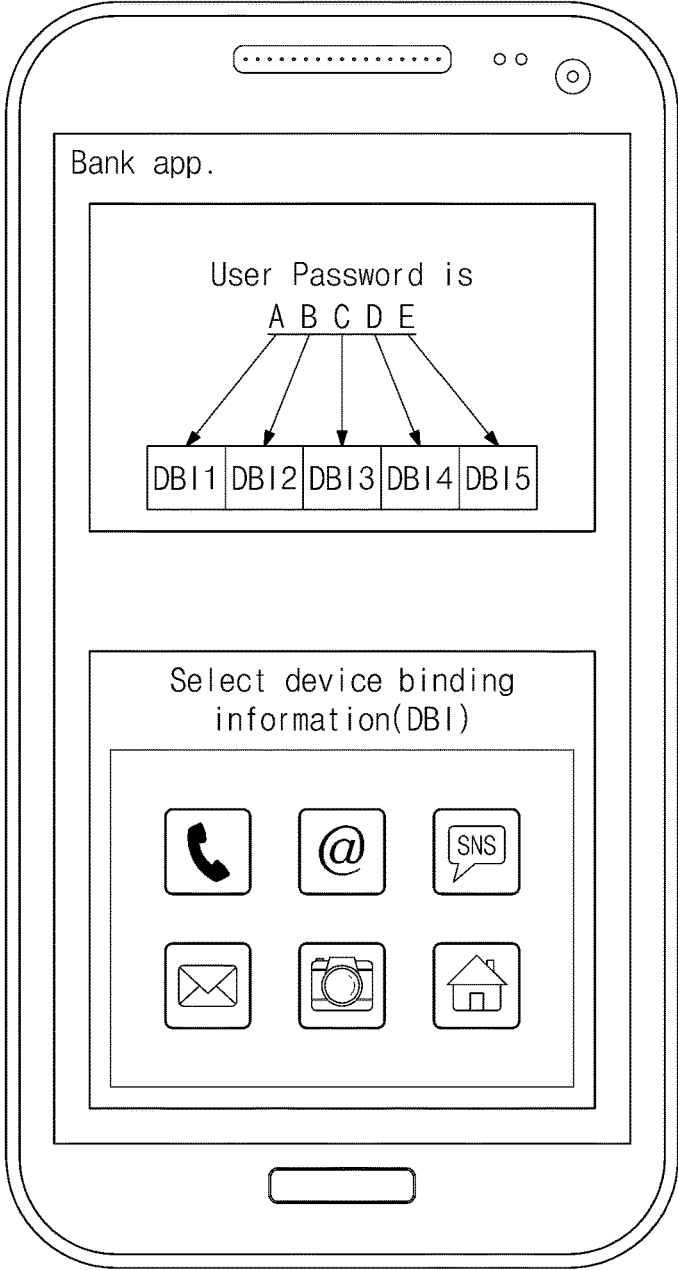 Bank app.
User Password is
A B C D E
DBI1 DBI2 DBI3 DBI4 DBI5
Select device binding
information(DBI)
@ SNS